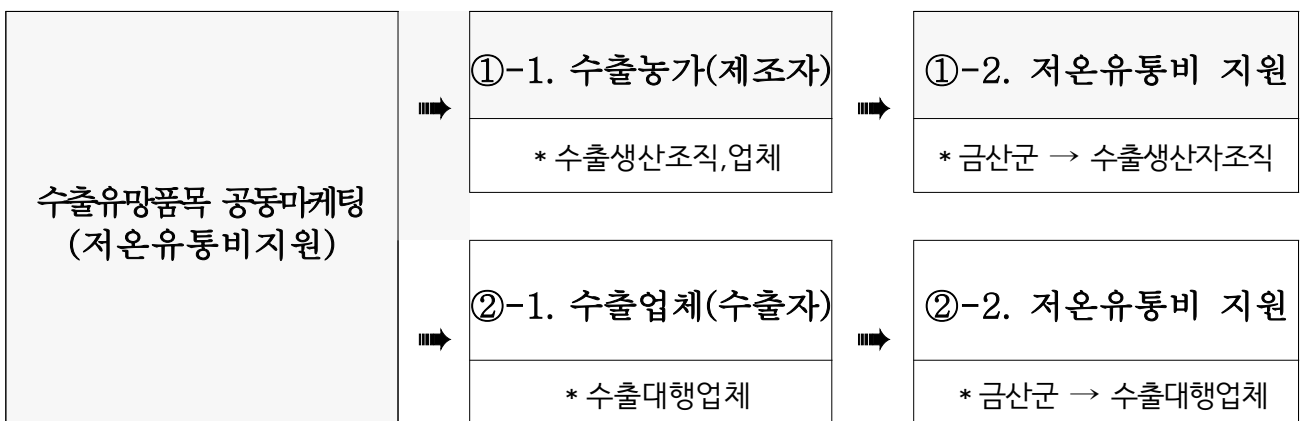 수출유망품목 공동마케팅
(저온유통비지원)
➠
①-1. 수출농가(제조자)
* 수출생산조직,업체
➠
①-2. 저온유통비 지원
* 금산군 → 수출생산자조직
➠
②-1. 수출업체(수출자)
* 수출대행업체
➠
②-2. 저온유통비 지원
* 금산군 → 수출대행업체